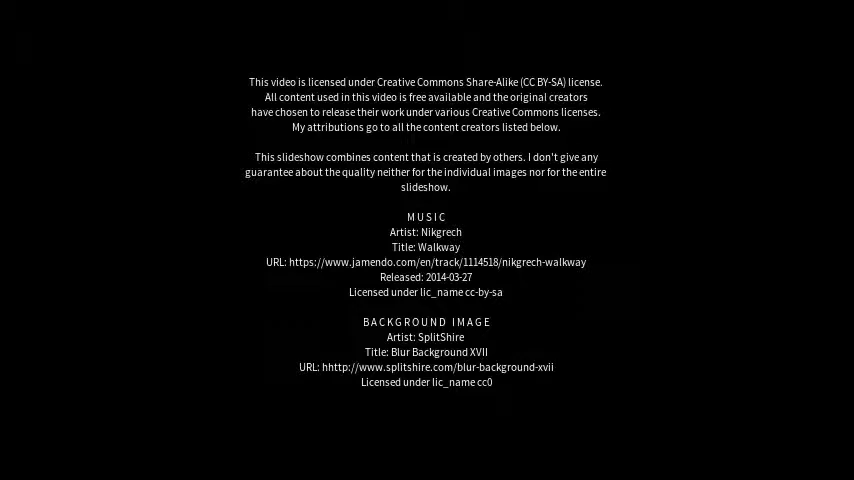 This video is licensed under Creative Commons Share-Alike (CC BY-SA) license.
All content used in this video is free available and the original creators
have chosen to release their work under various Creative Commons licenses.
My attributions go to all the content creators listed below.
This slideshow combines content that is created by others. I don't give any
guarantee about the quality neither for the individual images nor for the entire
slideshow.
MUSIC
Artist: Nikgrech
Title: Walkway
URL: https://www.jamendo.com/en/track/1114518/nikgrech-walkway
Released: 2014-03-27
Licensed under lic_name cc-by-sa
BACKGROUND IMAGE
Artist: SplitShire
Title: Blur Background XVII
URL: hhttp://www.splitshire.com/blur-background-xvii
Licensed under lic_name cc0